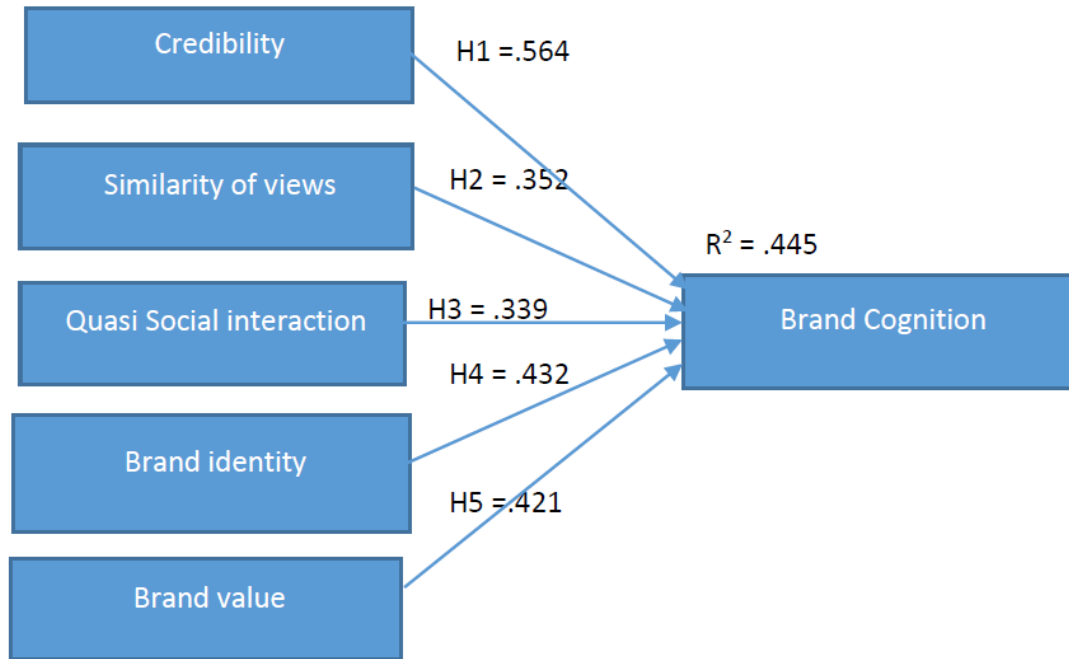 Credibility
H1 =.564
Similarity of views
H2 = .352
R² = .445
Quasi Social interaction
H3 = .339
Brand Cognition
H4 = .432
Brand identity
H5 =.421
Brand value